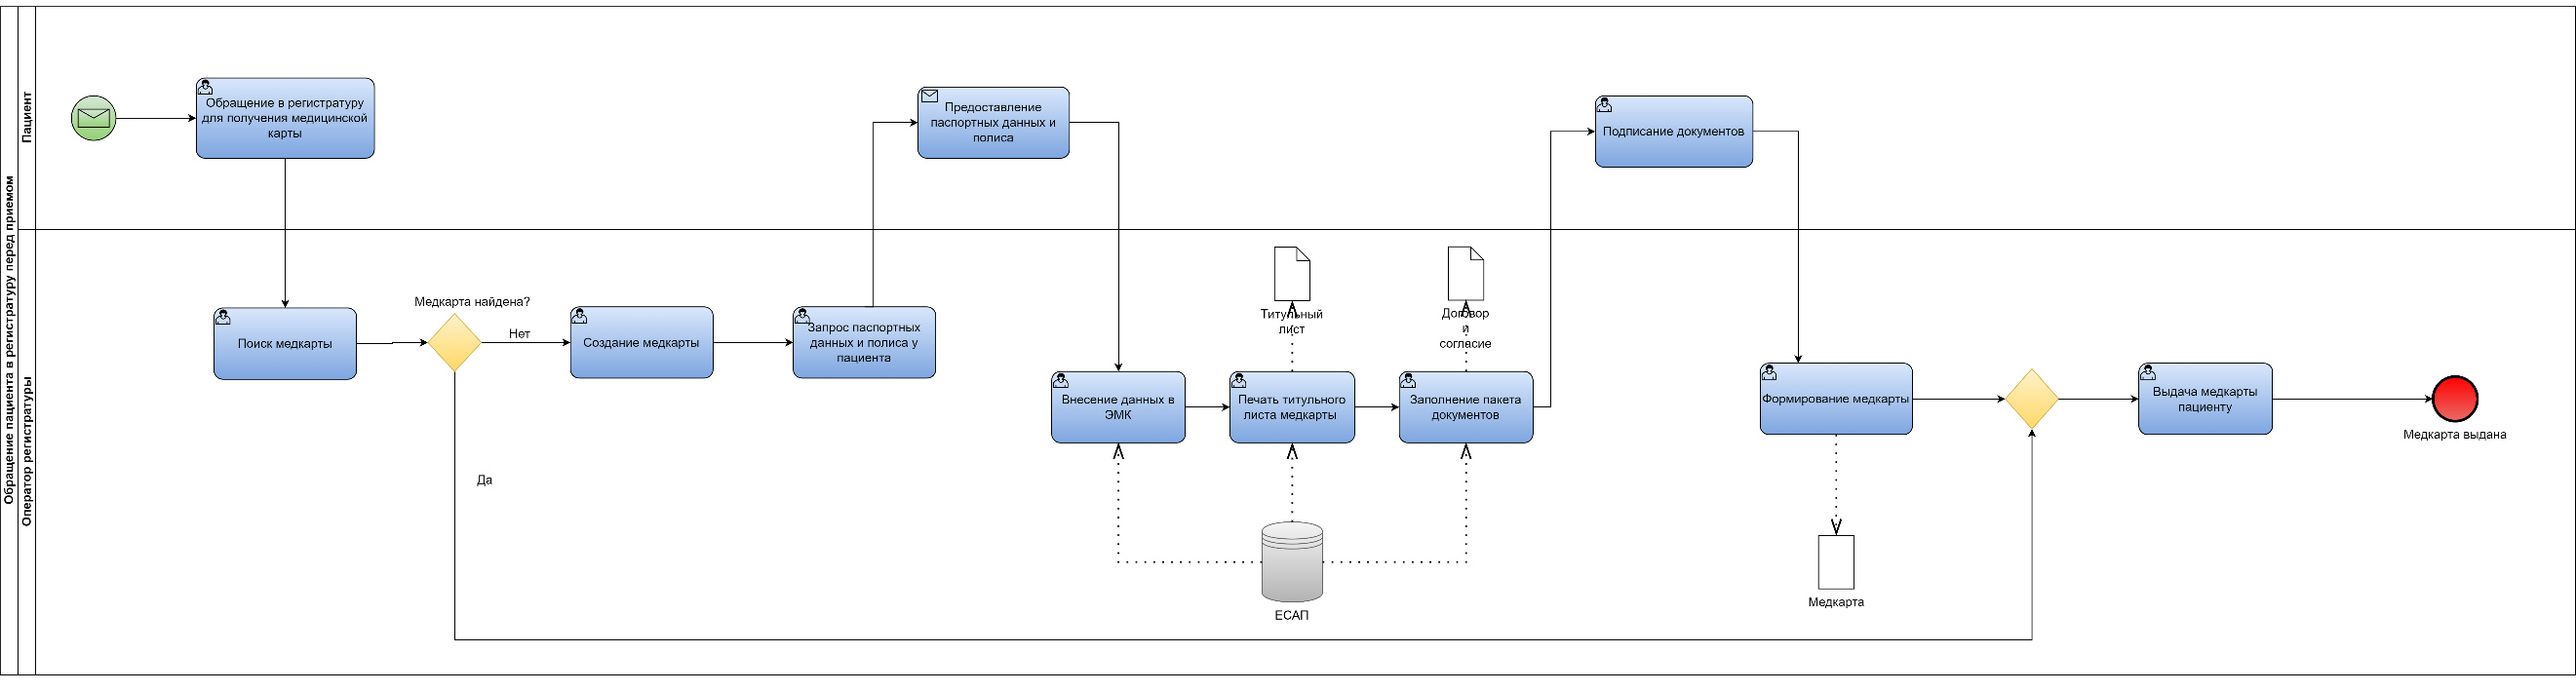 Обращение пациента в регистратуру перед приемом
Пациент
Обращение в регистратуру
для получения медицинской
карты
Предоставление
паспортных данных и
полиса
Подписание документов
Оператор регистратуры
Поиск медкарты
Медкарта найдена?
Нет
Да
Создание медкарты
Запрос паспортных
данных и полиса у
пациента
Внесение данных в
ЭМК
Титульный
лист
Печать титульного
листа медкарты
Договор
и
согласие
Заполнение пакета
документов
ЕСАП
Формирование медкарты
Медкарта
Выдача медкарты
пациенту
Медкарта выдана